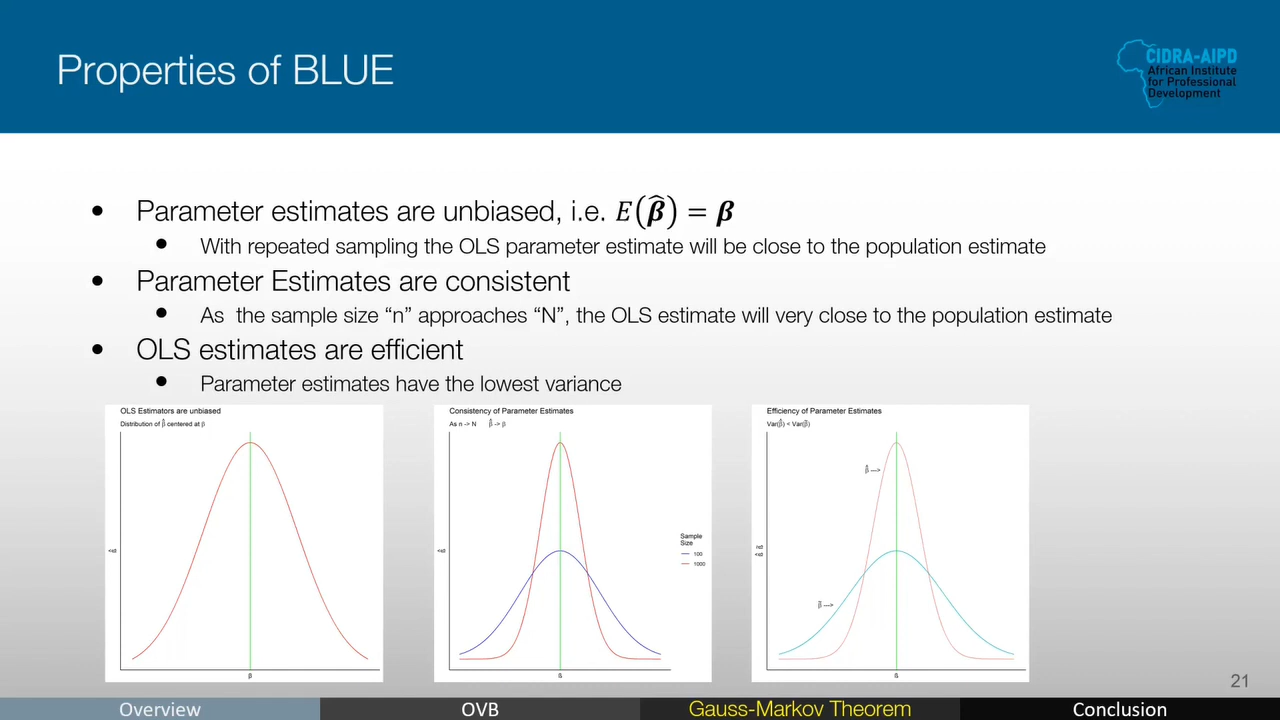 Properties of BLUE
CIDRA-AIPD
African Institute
for Professional
Development
• Parameter estimates are unbiased, i.e. E(β̂) = β
• With repeated sampling the OLS parameter estimate will be close to the population estimate
• Parameter Estimates are consistent
• As the sample size “n” approaches “N”, the OLS estimate will very close to the population estimate
• OLS estimates are efficient
• Parameter estimates have the lowest variance
OLS Estimators are unbiased
Distribution of β̂ centered at β
β
Consistency of Parameter Estimates
As n -> N β̂ -> β
Sample
Size
100
1000
β
Efficiency of Parameter Estimates
Var(β̂) < Var(β̃)
β̂ -->
β̃ -->
β
21
Overview
OVB
Gauss-Markov Theorem
Conclusion